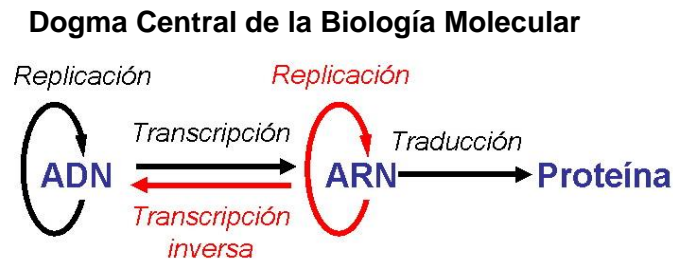 Dogma Central de la Biología Molecular
Replicación
Replicación
Transcripción
Traducción
ADN
ARN
Proteína
Transcripción
inversa